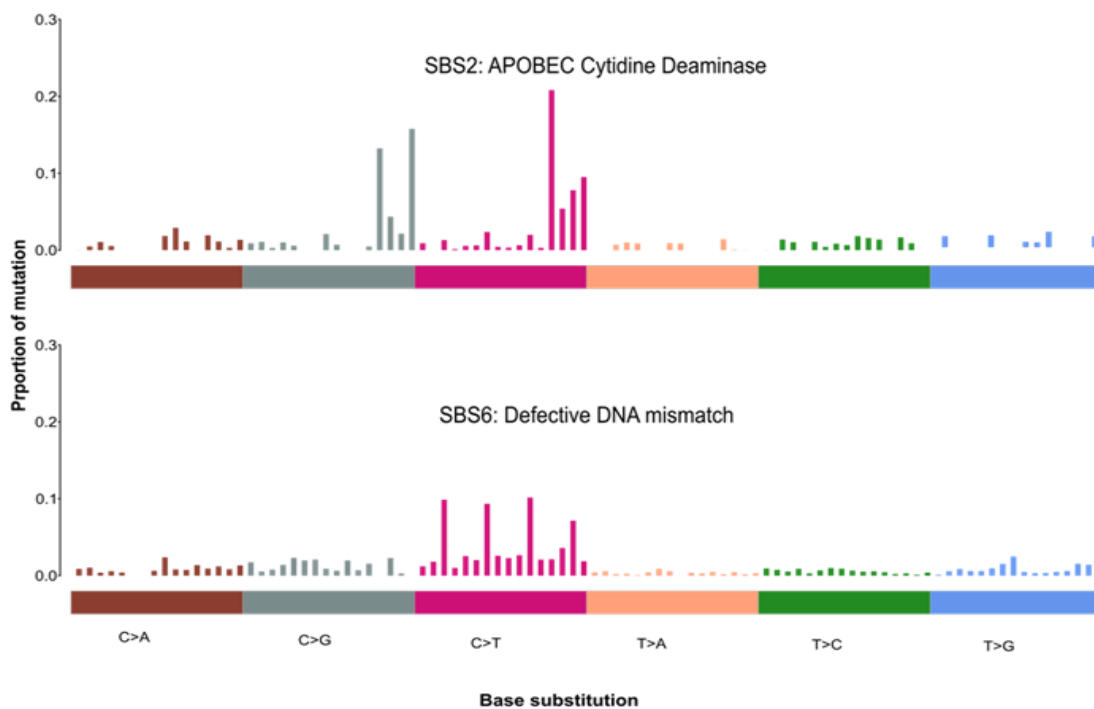 0.3
SBS2: APOBEC Cytidine Deaminase
0.2
0.1
0.0
Prportion of mutation
0.3
SBS6: Defective DNA mismatch
0.2
0.1
0.0
C>A C>G C>T T>A T>C T>G
Base substitution